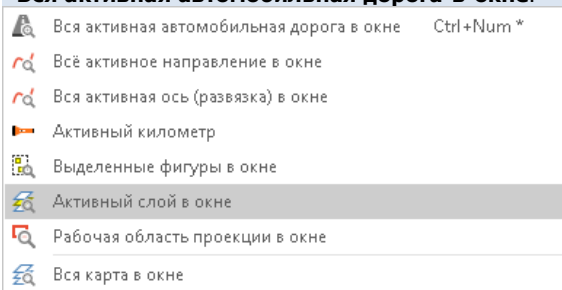 Вся активная автомобильная дорога в окне.
Вся активная автомобильная дорога в окне Ctrl+Num *
Всё активное направление в окне
Вся активная ось (развязка) в окне
Активный километр
Выделенные фигуры в окне
Активный слой в окне
Рабочая область проекции в окне
Вся карта в окне